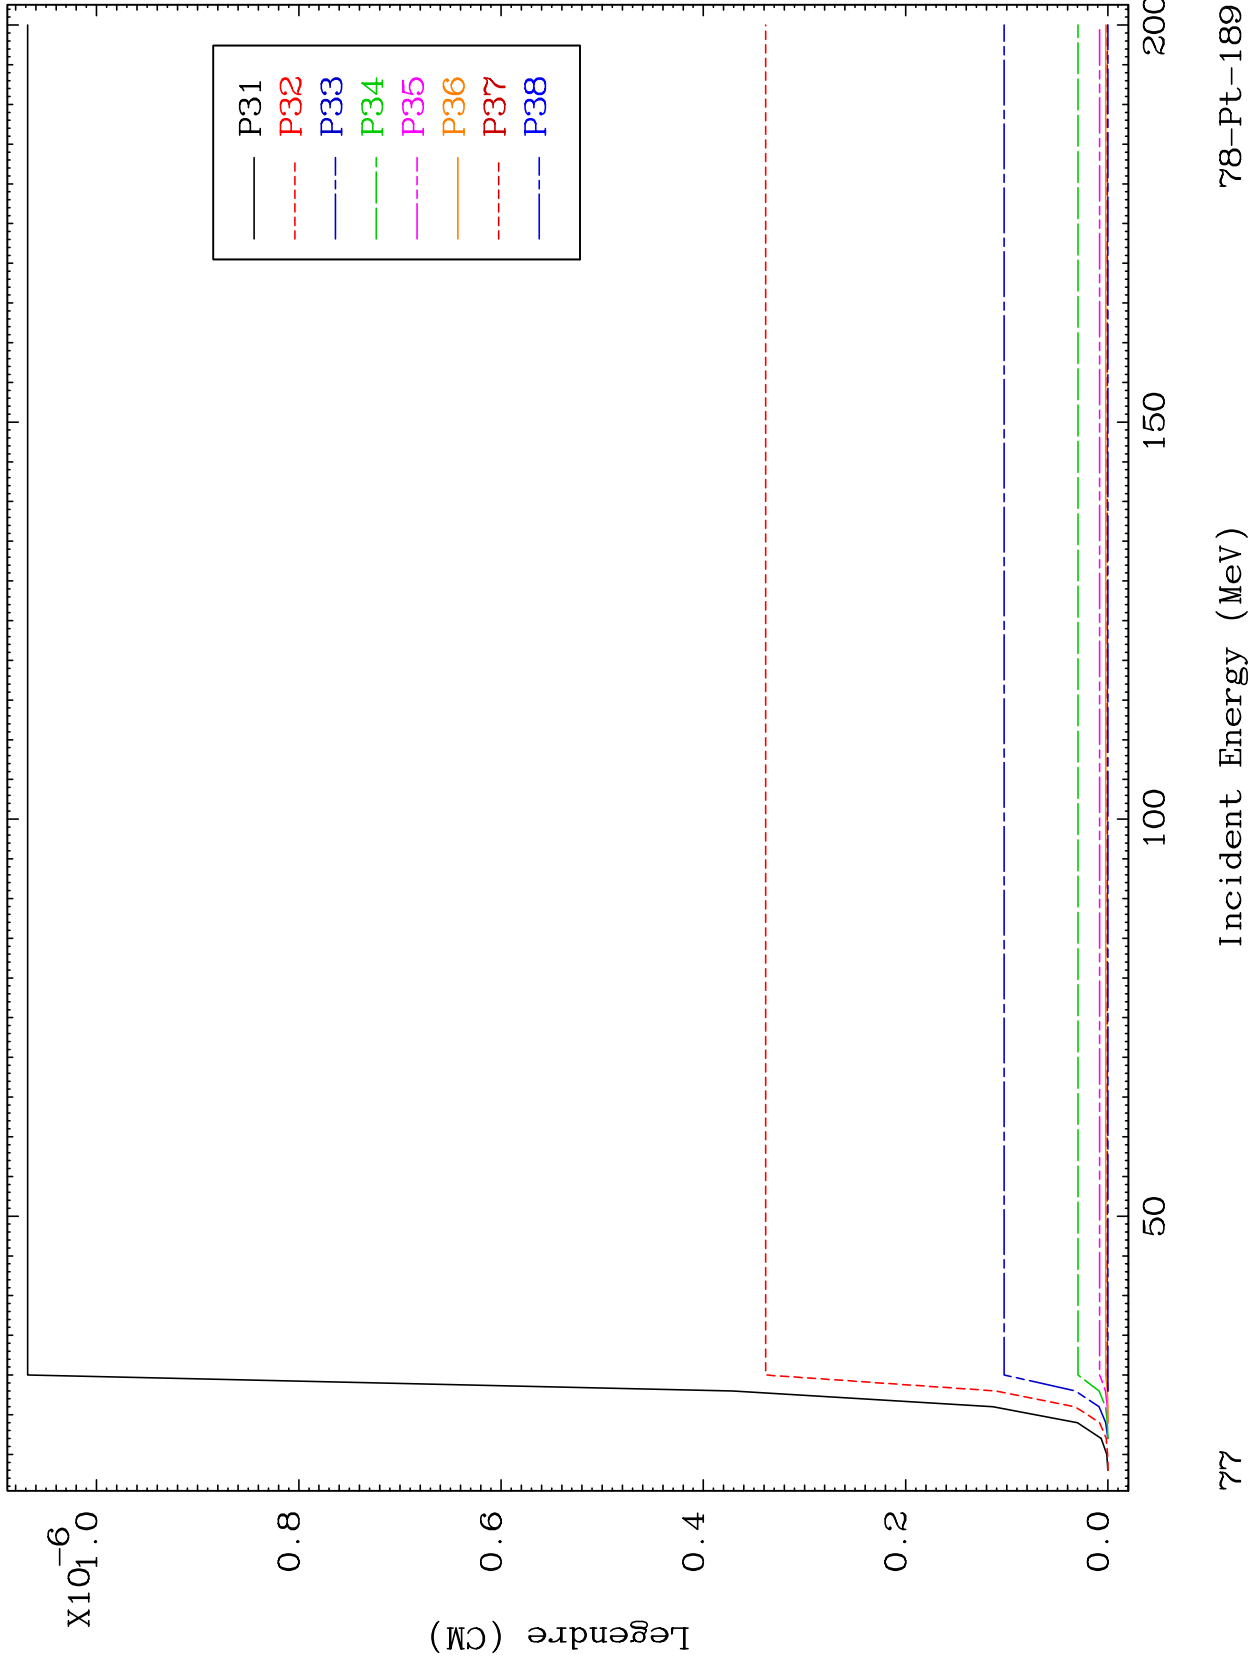 X10
-6
1.0
0.8
0.6
0.4
0.2
0.0
Legendre (CM)
P31
P32
P33
P34
P35
P36
P37
P38
50
100
150
200
77
Incident Energy (MeV)
78-Pt-189